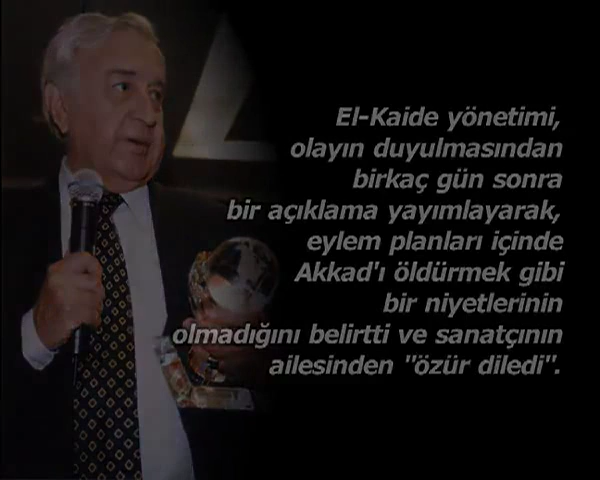 El-Kaide yönetimi,
olayın duyulmasından
birkaç gün sonra
bir açıklama yayımlayarak,
eylem planları içinde
Akkad'ı öldürmek gibi
bir niyetlerinin
olmadığını belirtti ve sanatçının
ailesinden "özür diledi".